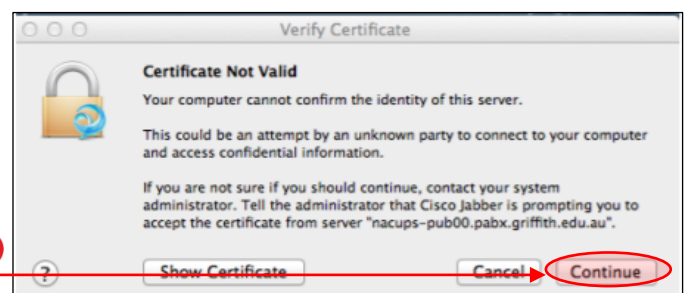 Verify Certificate
Certificate Not Valid
Your computer cannot confirm the identity of this server.
This could be an attempt by an unknown party to connect to your computer
and access confidential information.
If you are not sure if you should continue, contact your system
administrator. Tell the administrator that Cisco Jabber is prompting you to
accept the certificate from server "nacups-pub00.pabx.griffith.edu.au".
? Show Certificate Cancel Continue